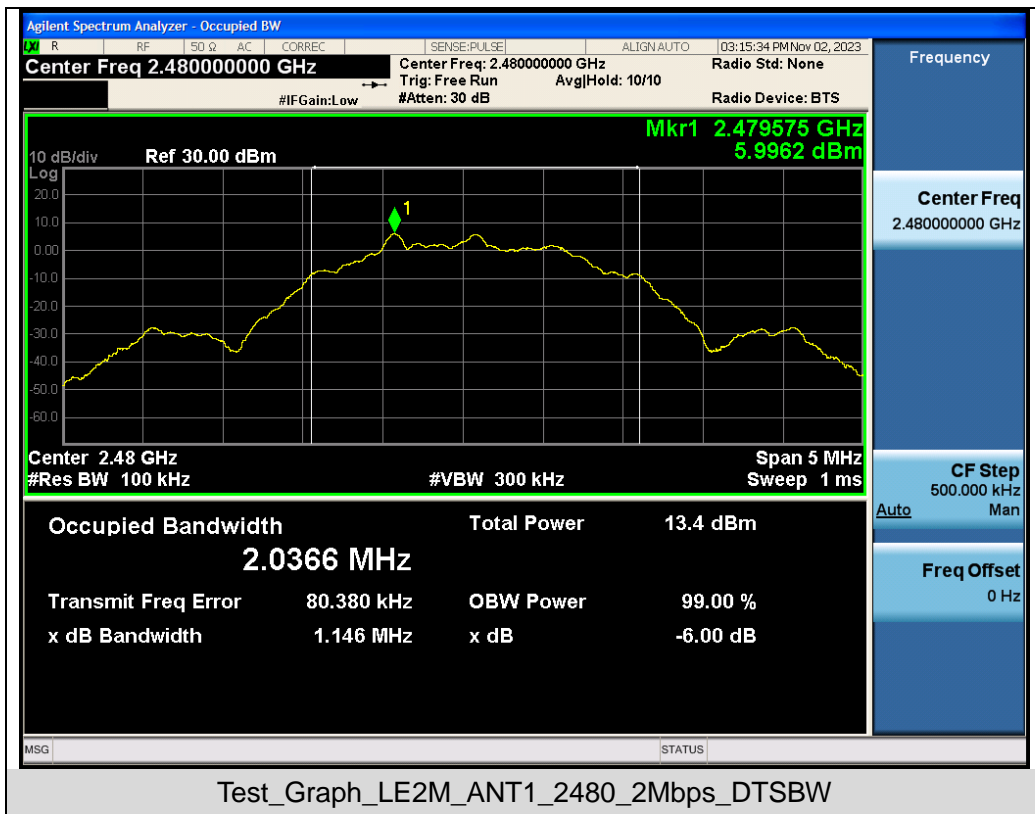 Agilent Spectrum Analyzer - Occupied BW
LXI R RF 50 Ω AC CORREC SENSE:PULSE ALIGN AUTO 03:15:34 PM Nov 02, 2023
Center Freq 2.480000000 GHz
Center Freq: 2.480000000 GHz Radio Std: None
Trig: Free Run Avg|Hold: 10/10
#IFGain:Low #Atten: 30 dB Radio Device: BTS
Mkr1 2.479575 GHz
5.9962 dBm
10 dB/div Ref 30.00 dBm
Log
20.0
10.0
0.00
-10.0
-20.0
-30.0
-40.0
-50.0
-60.0
1
Center 2.48 GHz Span 5 MHz
#Res BW 100 kHz #VBW 300 kHz Sweep 1 ms
Occupied Bandwidth Total Power 13.4 dBm
2.0366 MHz
Transmit Freq Error 80.380 kHz OBW Power 99.00 %
x dB Bandwidth 1.146 MHz x dB -6.00 dB
MSG STATUS
Frequency
Center Freq
2.480000000 GHz
CF Step
500.000 kHz
Auto Man
Freq Offset
0 Hz
Test_Graph_LE2M_ANT1_2480_2Mbps_DTSBW